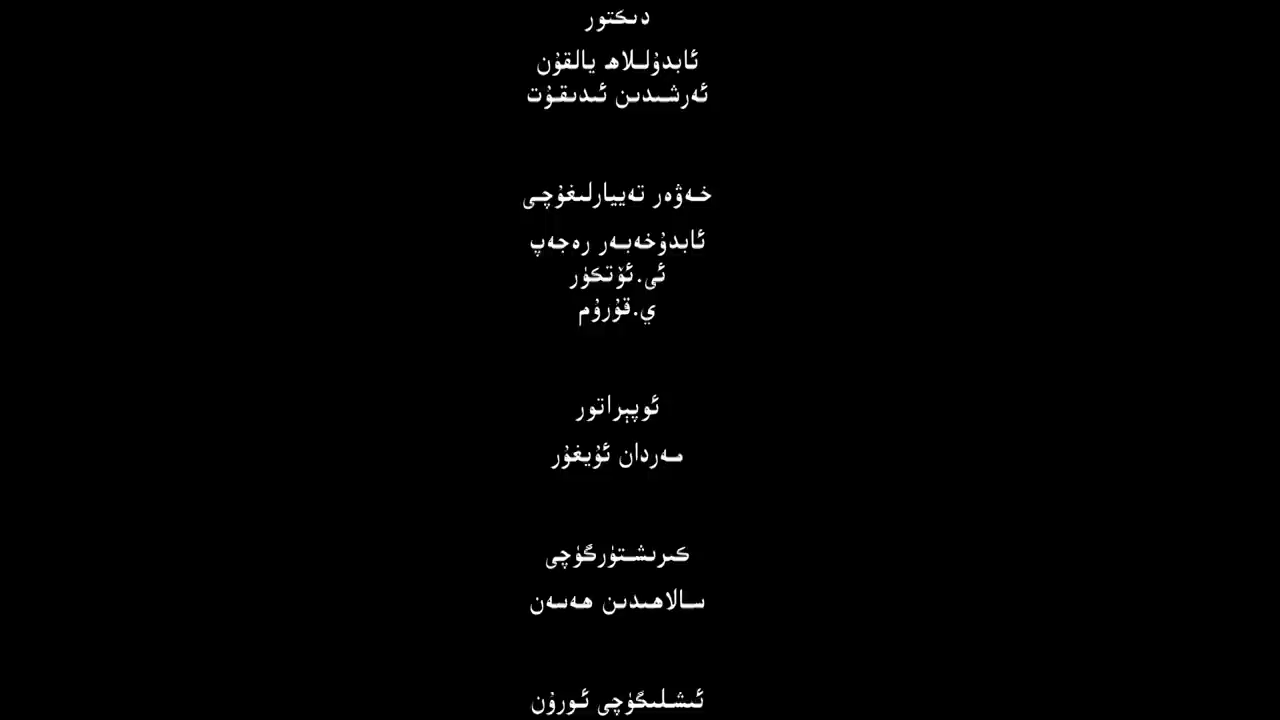 دىكتور
ئابدۇللاھ يالقۇن
ئەرشىدىن ئىدىقۇت
خەۋەر تەييارلىغۇچى
ئابدۇخەبەر رەجەپ
ئى.ئۆتكۈر
ي.قۇرۇم
ئوپېراتور
مەردان ئۇيغۇر
كىرىشتۈرگۈچى
سالاھىدىن ھەسەن
ئىشلىگۈچى ئورۇن